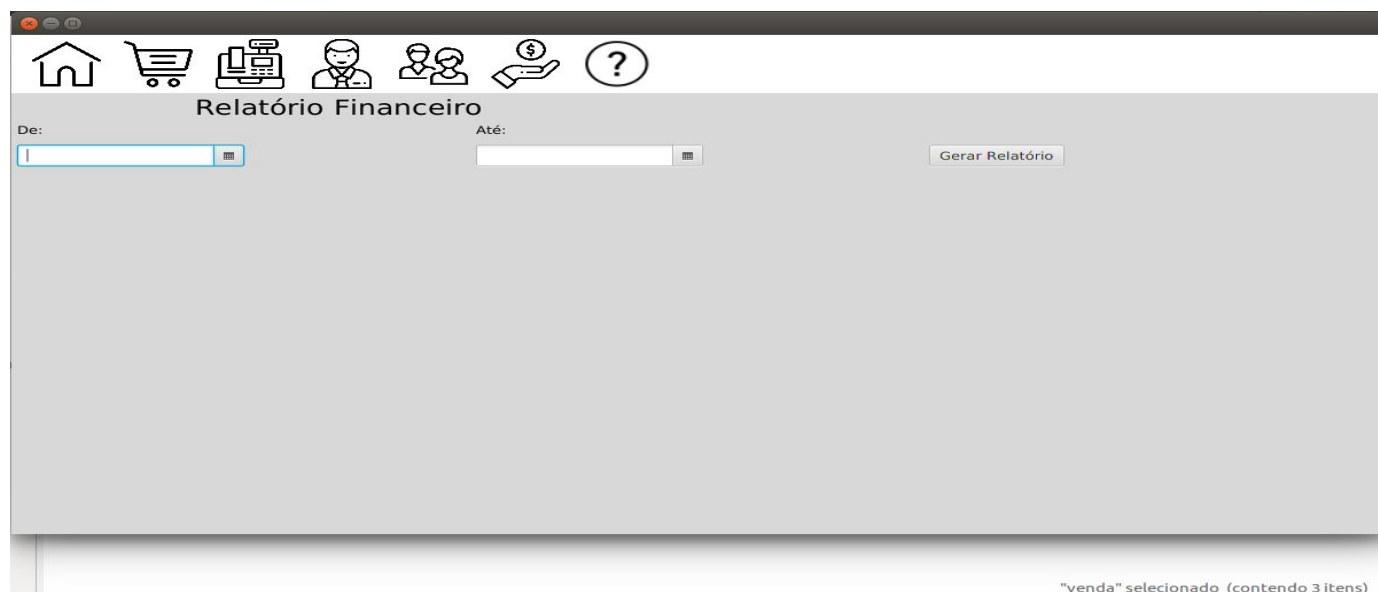 Relatório Financeiro
De:
Até:
Gerar Relatório
"venda" selecionado (contendo 3 itens)